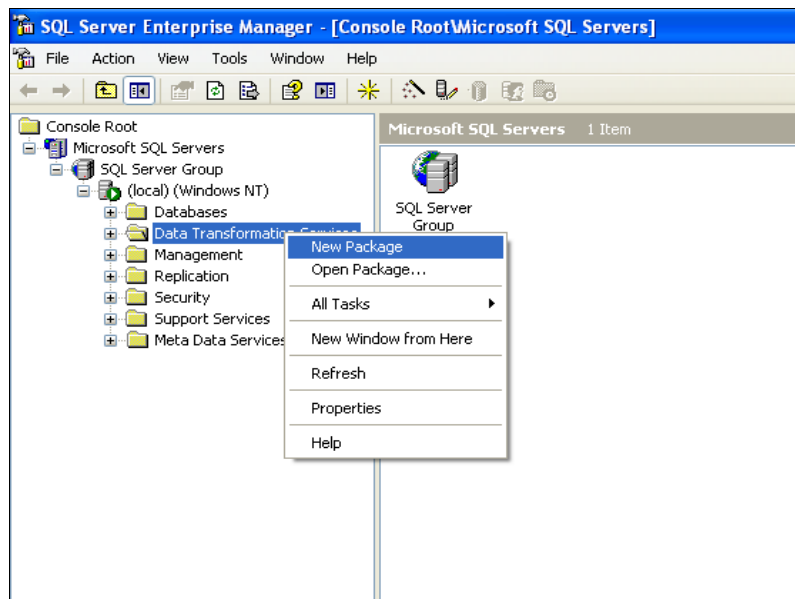 SQL Server Enterprise Manager - [Console Root\Microsoft SQL Servers]
File Action View Tools Window Help
Console Root
Microsoft SQL Servers
SQL Server Group
(local) (Windows NT)
Databases
Data Transformation Services
Management
Replication
Security
Support Services
Meta Data Services
Microsoft SQL Servers 1 Item
SQL Server
Group
New Package
Open Package...
All Tasks
New Window from Here
Refresh
Properties
Help